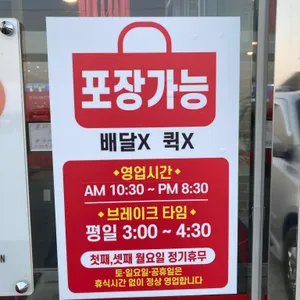 포장가능
배달X 퀵X
영업시간
AM 10:30 ~ PM 8:30
브레이크 타임
평일 3:00 ~ 4:30
첫째,셋째 월요일 정기휴무
토·일요일·공휴일은
휴식시간 없이 정상 영업합니다